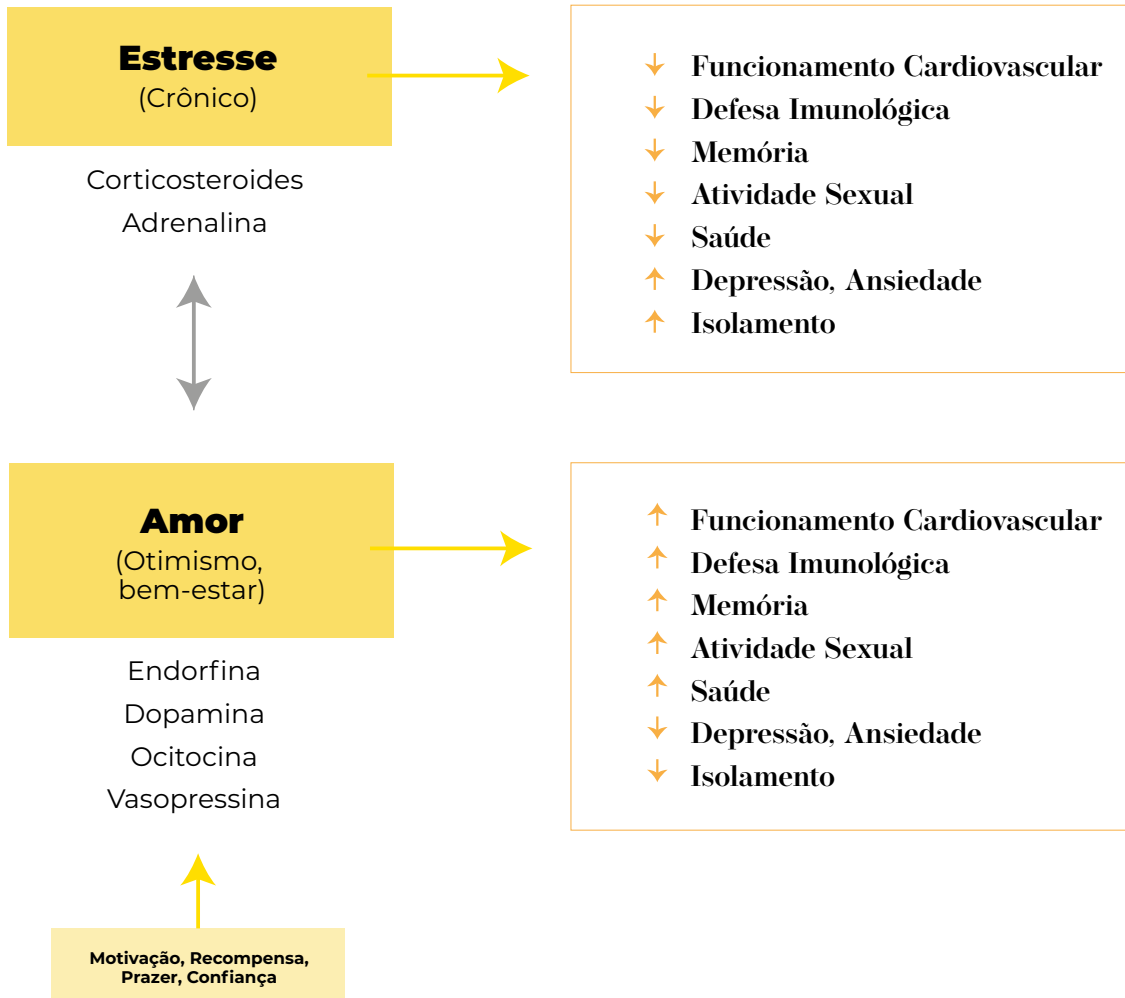 Estresse
(Crônico)
Corticosteroides
Adrenalina
↓ Funcionamento Cardiovascular
↓ Defesa Imunológica
↓ Memória
↓ Atividade Sexual
↓ Saúde
↑ Depressão, Ansiedade
↑ Isolamento
Amor
(Otimismo,
bem-estar)
Endorfina
Dopamina
Ocitocina
Vasopressina
↑ Funcionamento Cardiovascular
↑ Defesa Imunológica
↑ Memória
↑ Atividade Sexual
↑ Saúde
↓ Depressão, Ansiedade
↓ Isolamento
Motivação, Recompensa,
Prazer, Confiança